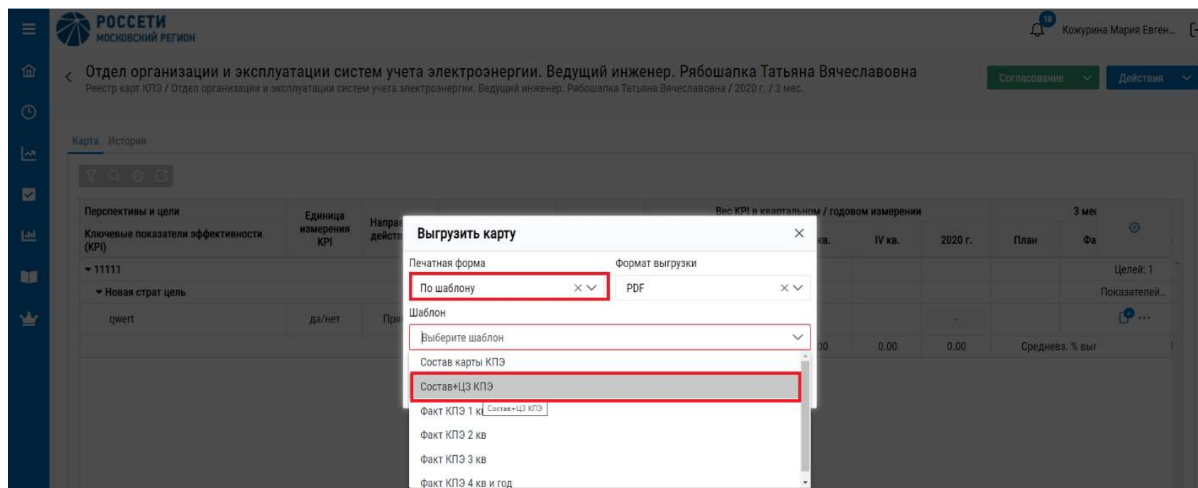 РОССЕТИ
МОСКОВСКИЙ РЕГИОН
18
Кожурина Мария Евген...
Отдел организации и эксплуатации систем учета электроэнергии. Ведущий инженер. Рябошапка Татьяна Вячеславовна
Реестр карт КПЭ / Отдел организации и эксплуатации систем учета электроэнергии. Ведущий инженер. Рябошапка Татьяна Вячеславовна / 2020 г. / 3 мес.
Согласование
Действия
Карта
История
Перспективы и цели
Ключевые показатели эффективности (KPI)
Единица измерения KPI
Направ
действ
Вес KPI в квартальном / годовом измерении
кв.
IV кв.
2020 г.
3 мес
План
Фа
11111
Целей: 1
Новая страт цель
Показателей...
qwert
да/нет
Пря
-
00
0.00
0.00
Средневз. % вып
Выгрузить карту
Печатная форма
Формат выгрузки
По шаблону
PDF
Шаблон
Выберите шаблон
Состав карты КПЭ
Состав+ЦЗ КПЭ
Факт КПЭ 1 кв
Состав+ЦЗ КПЭ
Факт КПЭ 2 кв
Факт КПЭ 3 кв
Факт КПЭ 4 кв и год